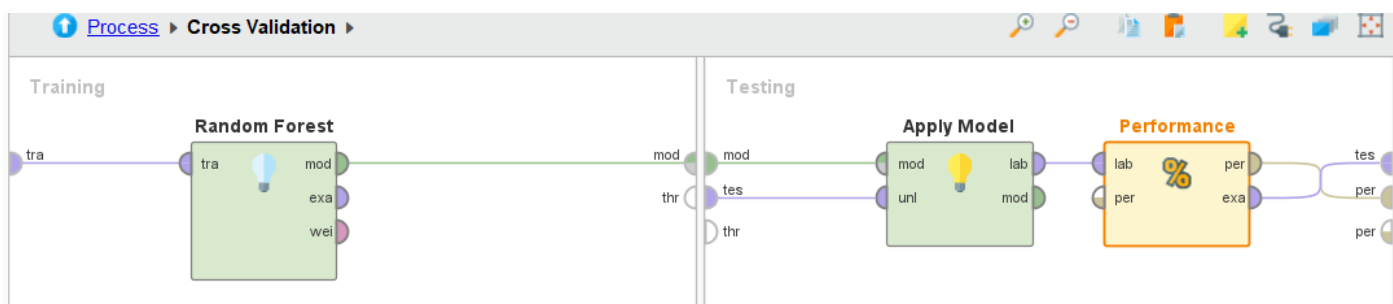 Process Cross Validation
Training
Random Forest
tra
tra
mod
exa
wei
mod
thr
Testing
mod
tes
thr
Apply Model
mod
unl
lab
mod
Performance
lab
per
%
per
exa
tes
per
per